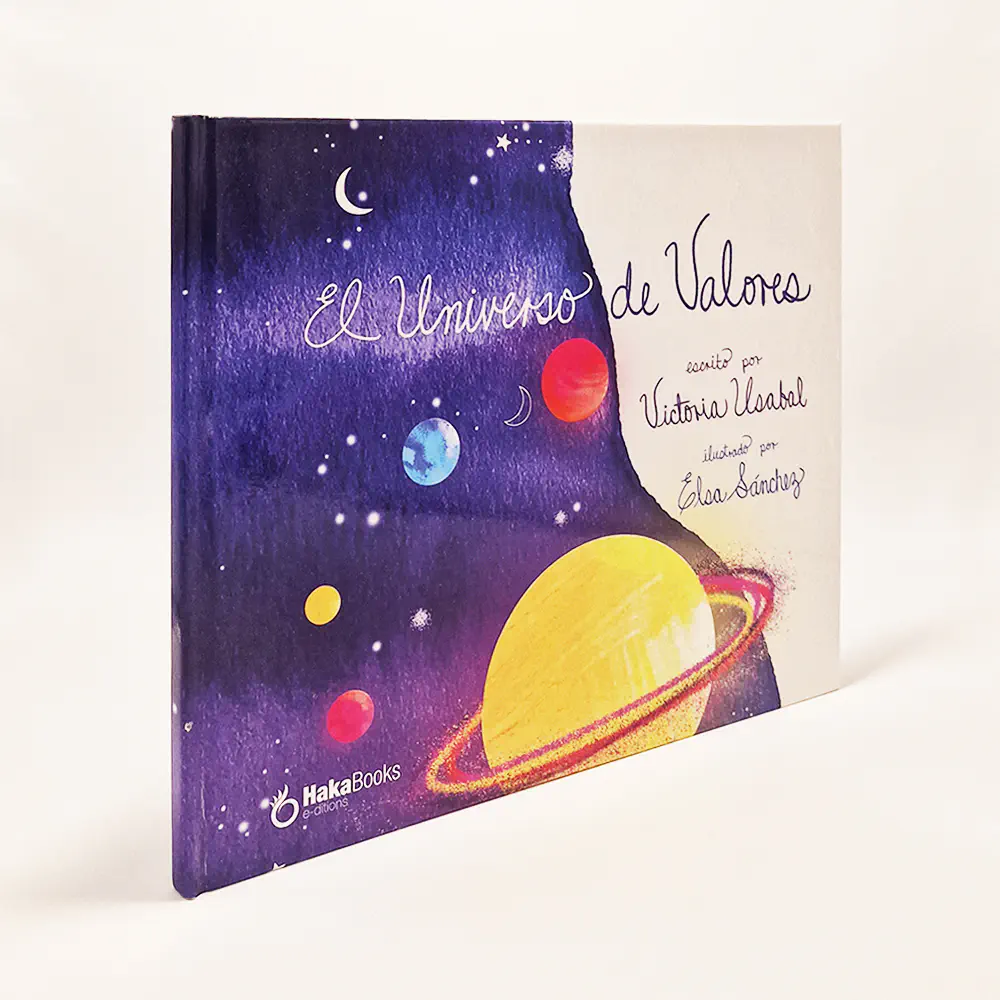 El Universo de Valores
escrito por
Victoria Usabal
ilustrado por
Elsa Sánchez
HakaBooks
e-ditions